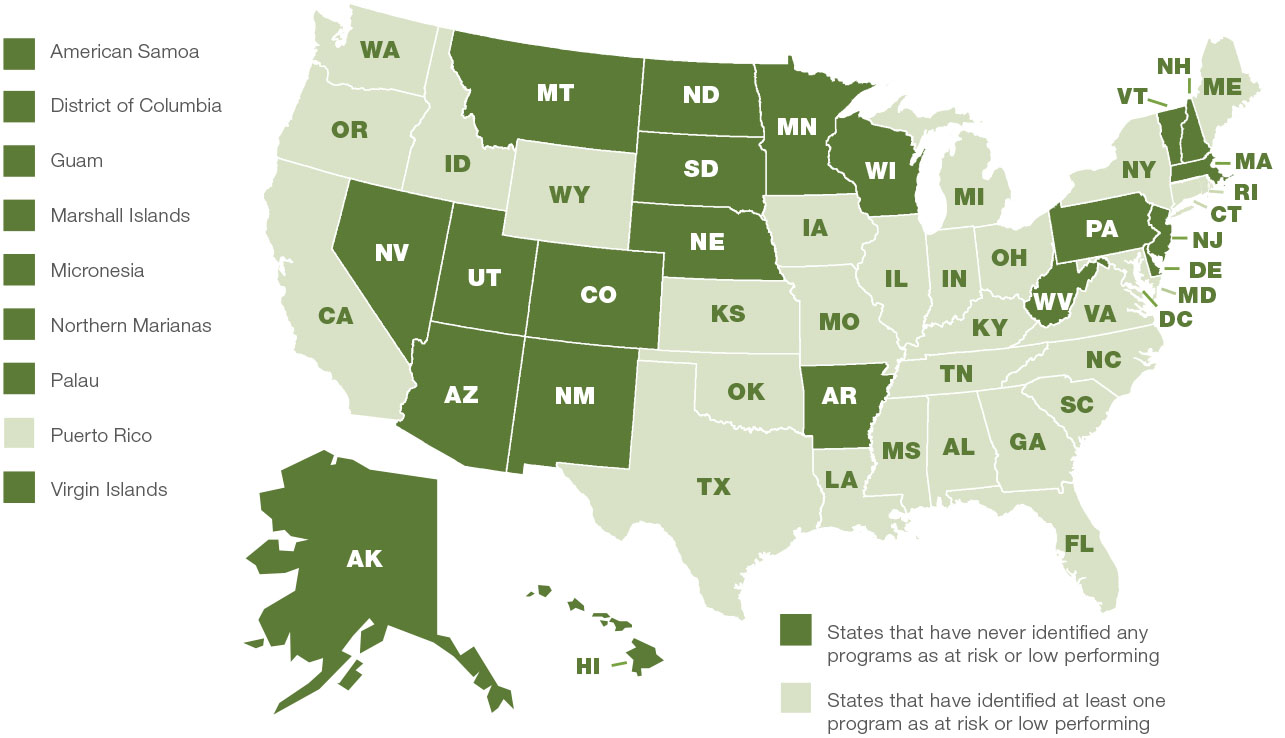 American Samoa
District of Columbia
Guam
Marshall Islands
Micronesia
Northern Marianas
Palau
Puerto Rico
Virgin Islands
WA
OR
CA
ID
NV
MT
WY
UT
AZ
CO
NM
ND
SD
NE
KS
OK
TX
MN
IA
MO
AR
LA
WI
IL
MI
IN
OH
KY
TN
MS
AL
GA
FL
SC
NC
VA
WV
PA
NY
VT
NH
ME
MA
RI
CT
NJ
DE
MD
DC
AK
HI
States that have never identified any
programs as at risk or low performing
States that have identified at least one
program as at risk or low performing